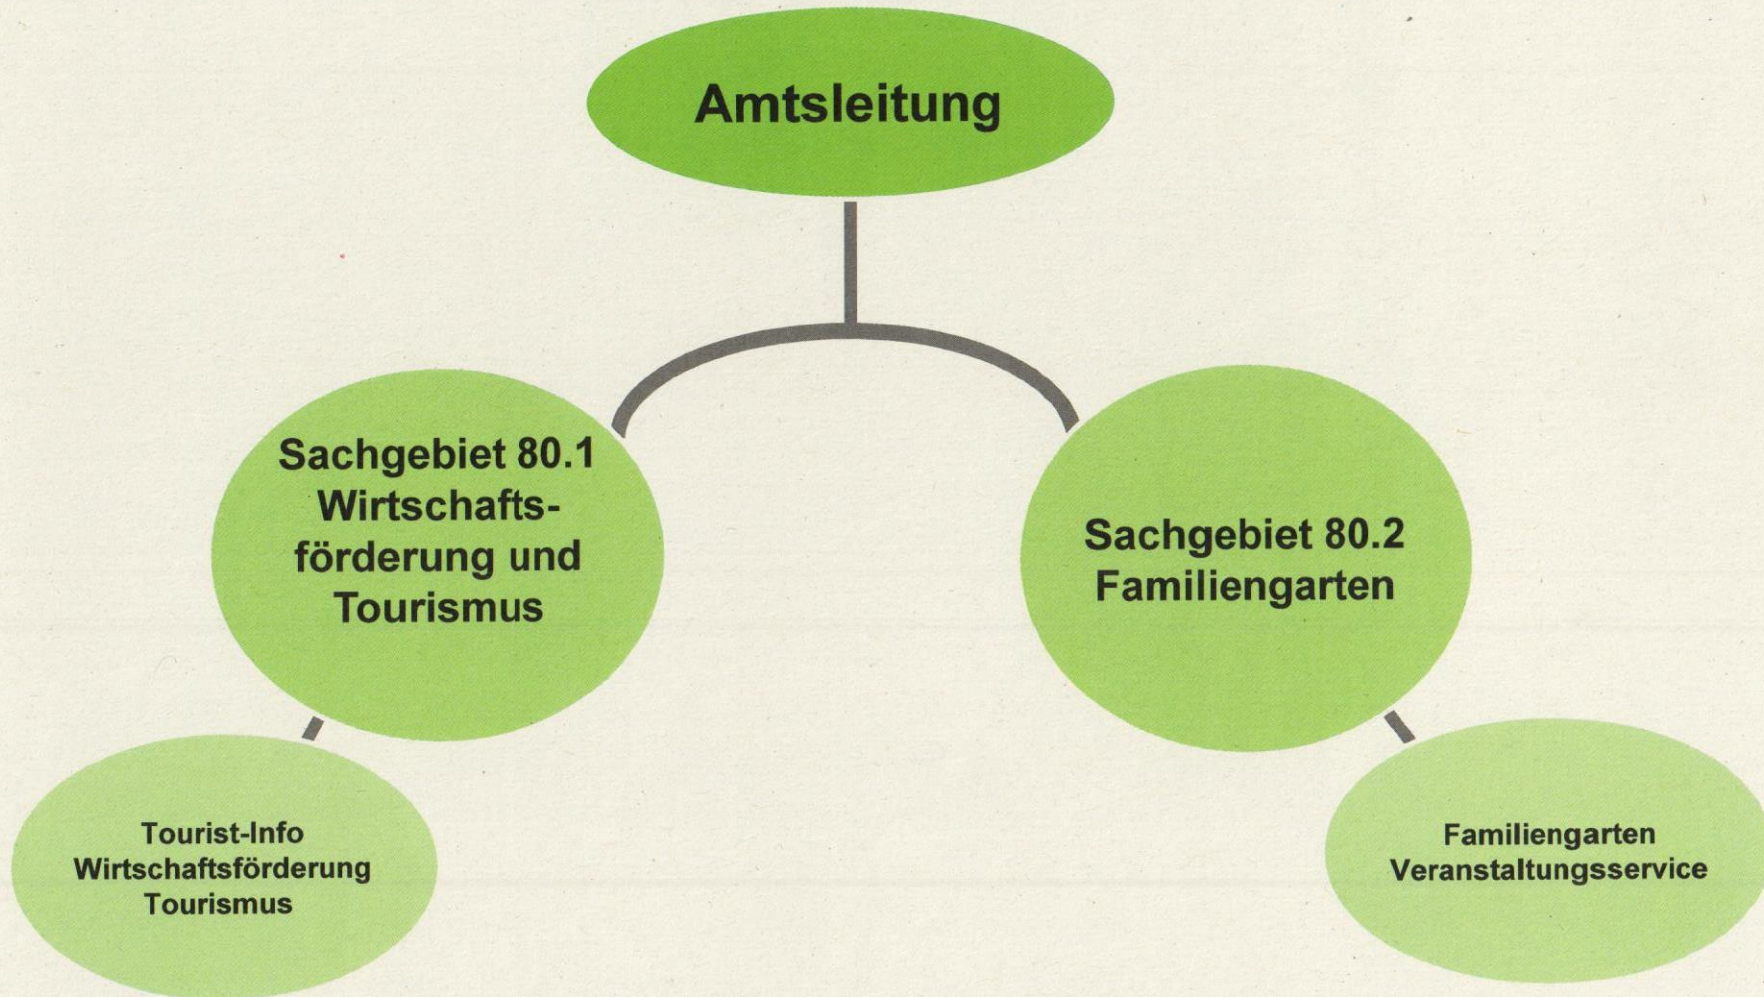 Amtsleitung
Sachgebiet 80.1
Wirtschafts-
förderung und
Tourismus
Sachgebiet 80.2
Familiengarten
Tourist-Info
Wirtschaftsförderung
Tourismus
Familiengarten
Veranstaltungsservice